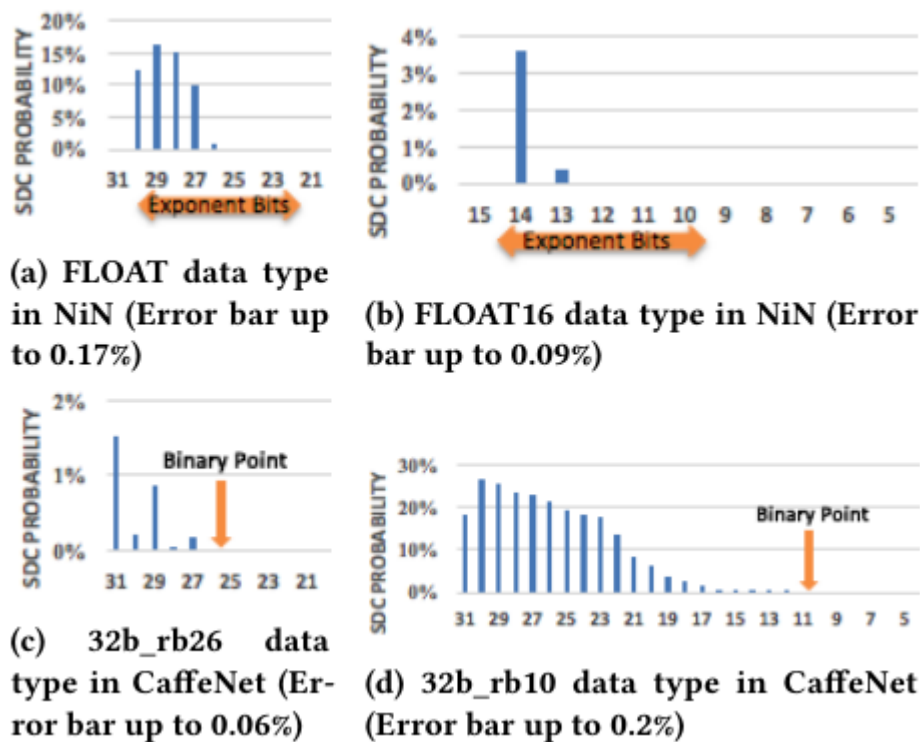 SDC PROBABILITY
20%
15%
10%
5%
0%
31 29 27 25 23 21
Exponent Bits
(a) FLOAT data type
in NiN (Error bar up
to 0.17%)
SDC PROBABILITY
4%
3%
2%
1%
0%
15 14 13 12 11 10 9 8 7 6 5
Exponent Bits
(b) FLOAT16 data type in NiN (Error
bar up to 0.09%)
SDC PROBABILITY
2%
1%
0%
Binary Point
31 29 27 25 23 21
(c) 32b_rb26 data
type in CaffeNet (Er-
ror bar up to 0.06%)
SDC PROBABILITY
30%
20%
10%
0%
Binary Point
31 29 27 25 23 21 19 17 15 13 11 9 7 5
(d) 32b_rb10 data type in CaffeNet
(Error bar up to 0.2%)